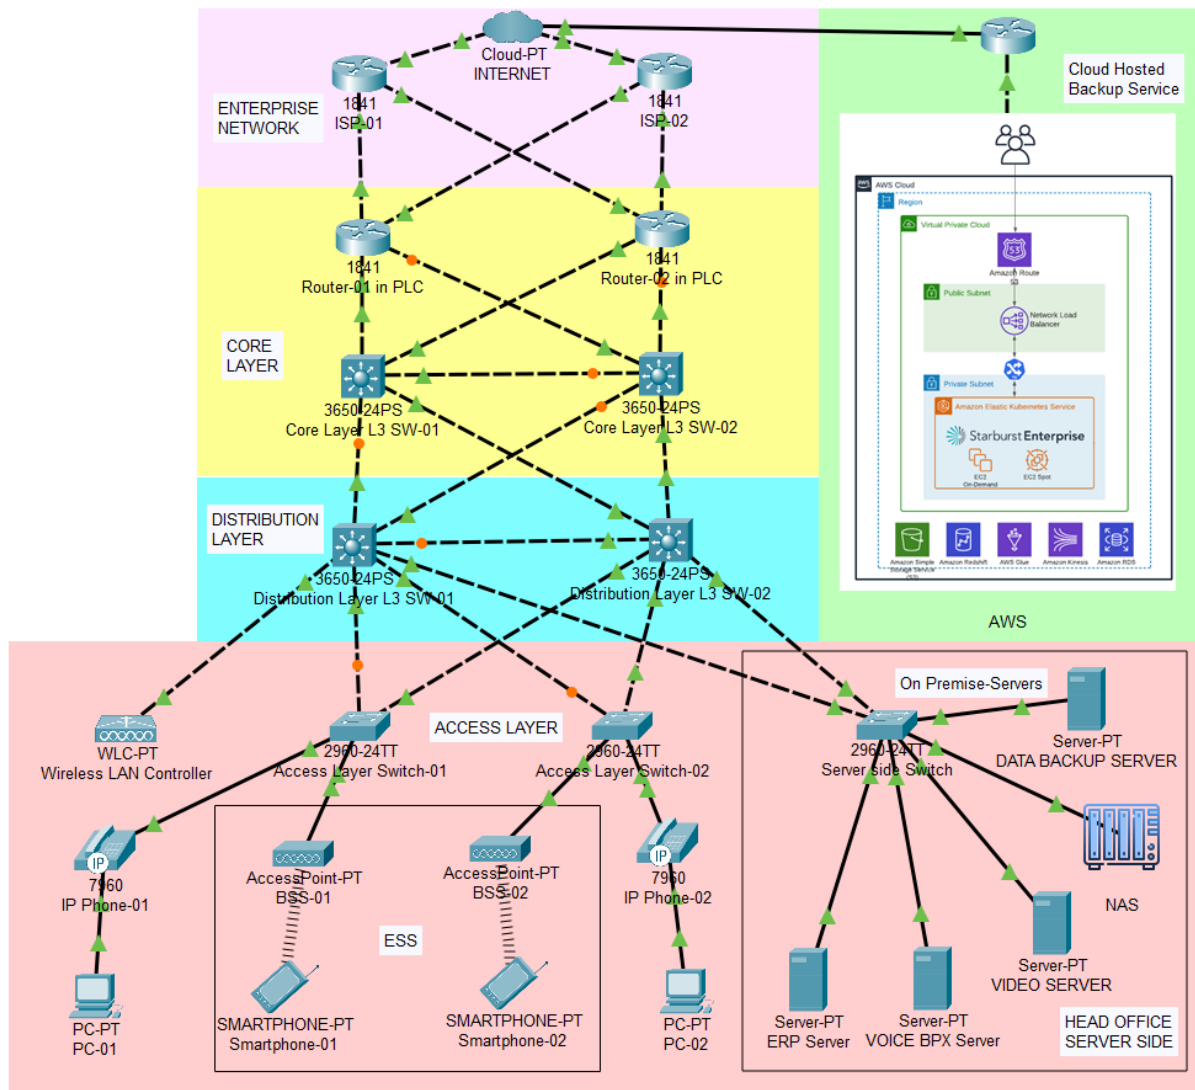 Cloud-PT
INTERNET
1841
ISP-01
1841
ISP-02
ENTERPRISE
NETWORK
Cloud Hosted
Backup Service
aws
AWS Cloud
Region
Virtual Private Cloud
53
Amazon Route
53
Public Subnet
Network Load
Balancer
Private Subnet
Amazon Elastic Kubernetes Service
Starburst Enterprise
EC2
On-Demand
EC2 Spot
Amazon Simple
Storage Service
(S3)
Amazon Redshift
AWS Glue
Amazon Kinesis
Amazon RDS
AWS
1841
Router-01 in PLC
1841
Router-02 in PLC
CORE
LAYER
3650-24PS
Core Layer L3 SW-01
3650-24PS
Core Layer L3 SW-02
DISTRIBUTION
LAYER
3650-24PS
Distribution Layer L3 SW-01
3650-24PS
Distribution Layer L3 SW-02
WLC-PT
Wireless LAN Controller
2960-24TT
Access Layer Switch-01
ACCESS LAYER
2960-24TT
Access Layer Switch-02
On Premise-Servers
2960-24TT
Server side Switch
Server-PT
DATA BACKUP SERVER
IP
7960
IP Phone-01
AccessPoint-PT
BSS-01
AccessPoint-PT
BSS-02
IP
7960
IP Phone-02
NAS
ESS
PC-PT
PC-01
SMARTPHONE-PT
Smartphone-01
SMARTPHONE-PT
Smartphone-02
PC-PT
PC-02
Server-PT
ERP Server
Server-PT
VOICE BPX Server
Server-PT
VIDEO SERVER
HEAD OFFICE
SERVER SIDE